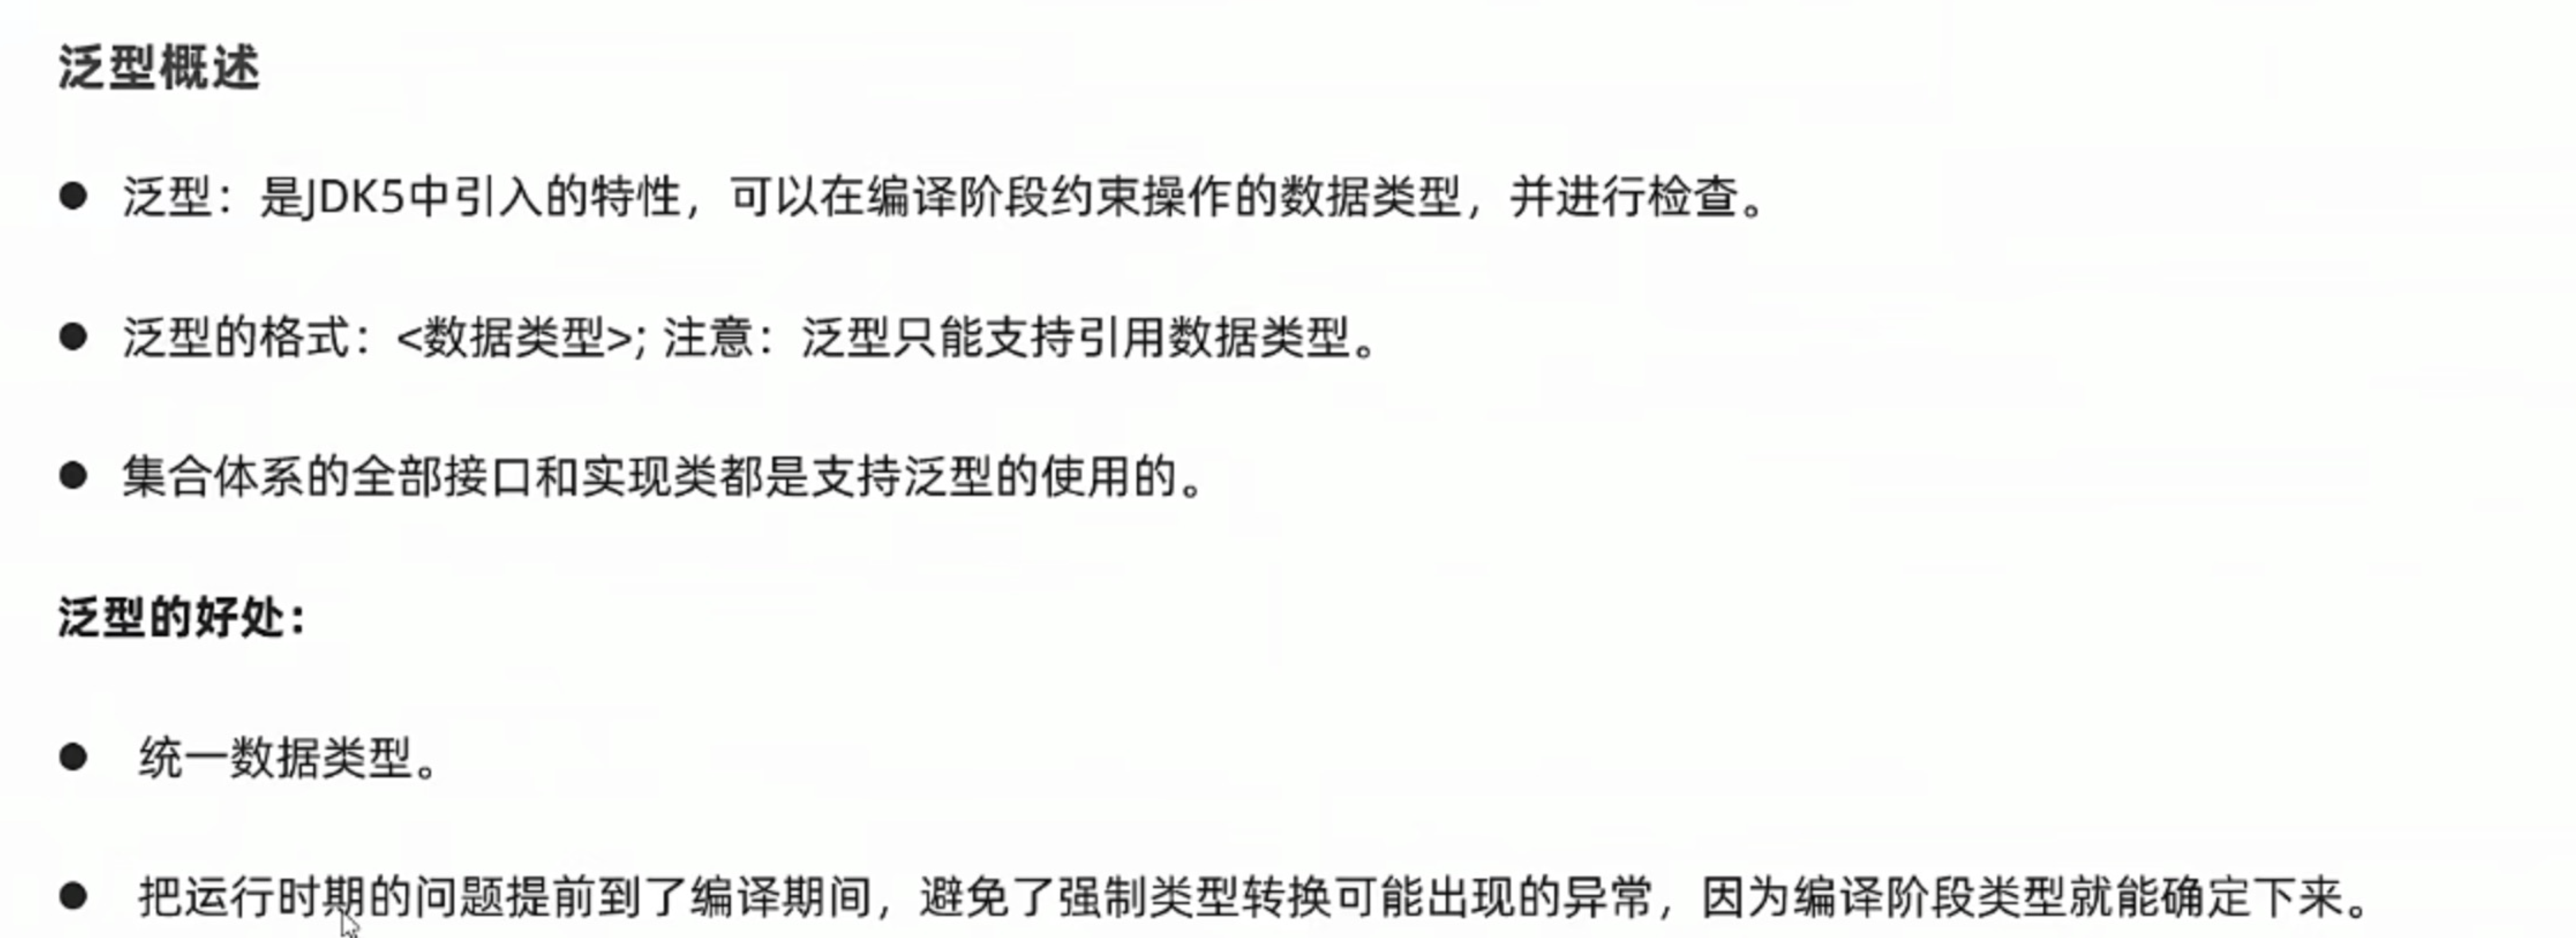 泛型概述
● 泛型：是JDK5中引入的特性，可以在编译阶段约束操作的数据类型，并进行检查。
● 泛型的格式：<数据类型>; 注意：泛型只能支持引用数据类型。
● 集合体系的全部接口和实现类都是支持泛型的使用的。
泛型的好处：
● 统一数据类型。
● 把运行时期的问题提前到了编译期间，避免了强制类型转换可能出现的异常，因为编译阶段类型就能确定下来。